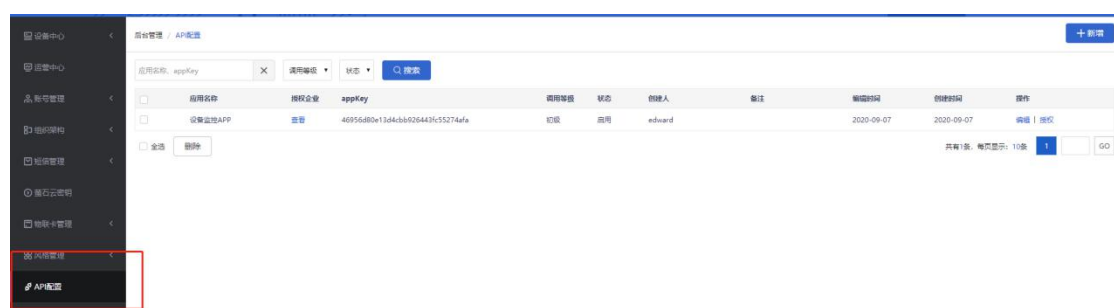 设备中心
运营中心
账号管理
组织架构
短信管理
萤石云密钥
物联卡管理
风格管理
API配置
后台管理 / API配置
+新增
应用名称、appKey
调用等级
状态
搜索
应用名称 授权企业 appKey 调用等级 状态 创建人 备注 编辑时间 创建时间 操作
设备监控APP 查看 46956d80e13d4cbb926443fc55274afa 初级 启用 edward 2020-09-07 2020-09-07 编辑 | 授权
全选 删除 共有1条, 每页显示: 10条 1 GO